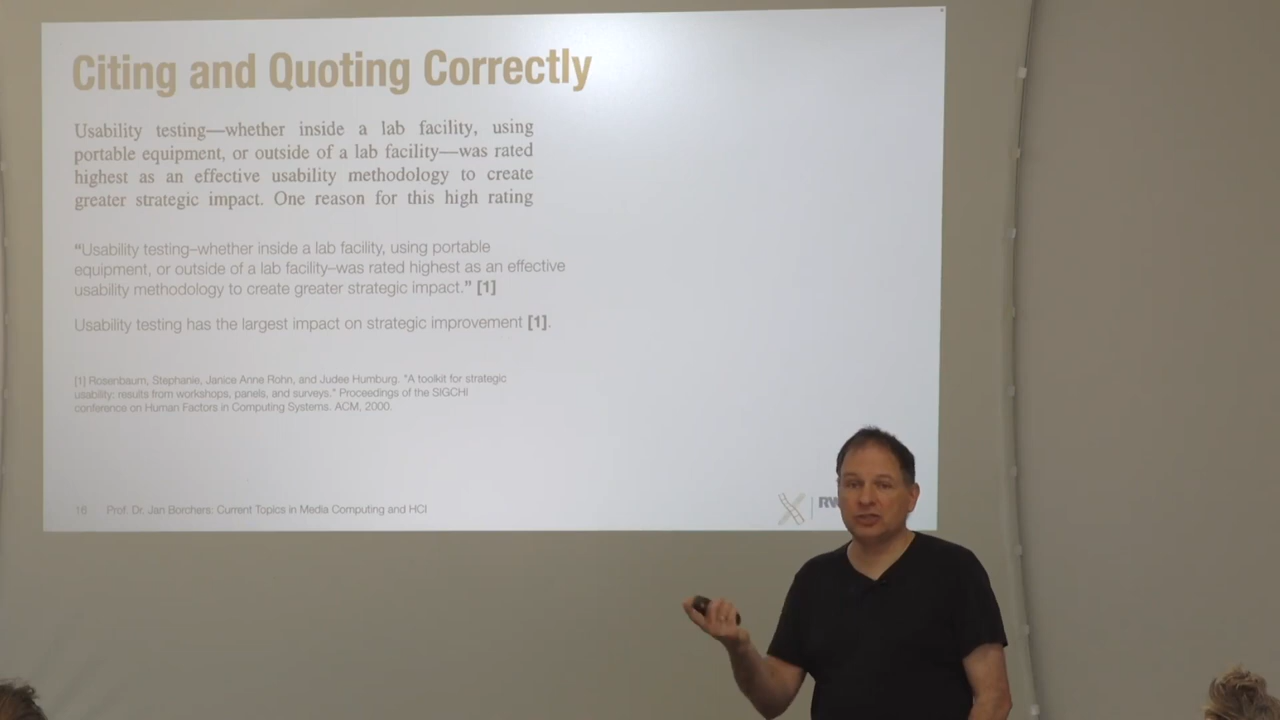 Citing and Quoting Correctly
Usability testing—whether inside a lab facility, using
portable equipment, or outside of a lab facility—was rated
highest as an effective usability methodology to create
greater strategic impact. One reason for this high rating
“Usability testing–whether inside a lab facility, using portable
equipment, or outside of a lab facility–was rated highest as an effective
usability methodology to create greater strategic impact.” [1]
Usability testing has the largest impact on strategic improvement [1].
[1] Rosenbaum, Stephanie, Janice Anne Rohn, and Judee Humburg. "A toolkit for strategic
usability: results from workshops, panels, and surveys." Proceedings of the SIGCHI
conference on Human Factors in Computing Systems. ACM, 2000.
16 Prof. Dr. Jan Borchers: Current Topics in Media Computing and HCI